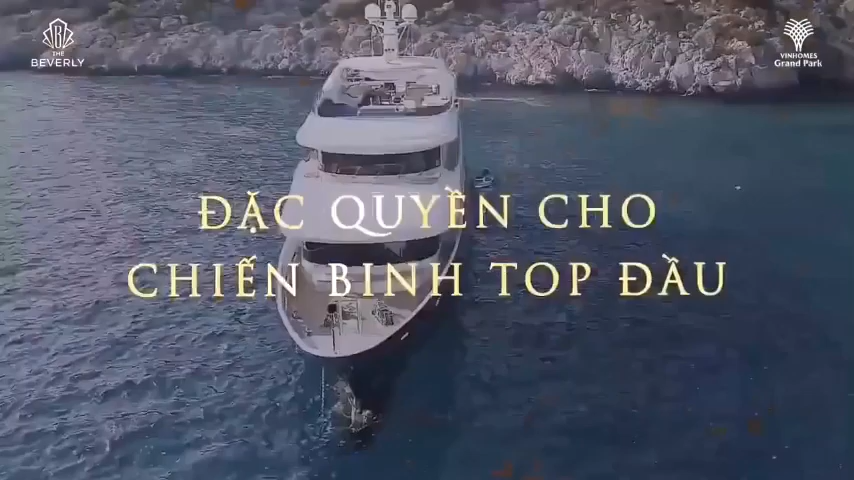 THE
BEVERLY
VINHOMES
Grand Park
ĐẶC QUYỀN CHO
CHIẾN BINH TOP ĐẦU